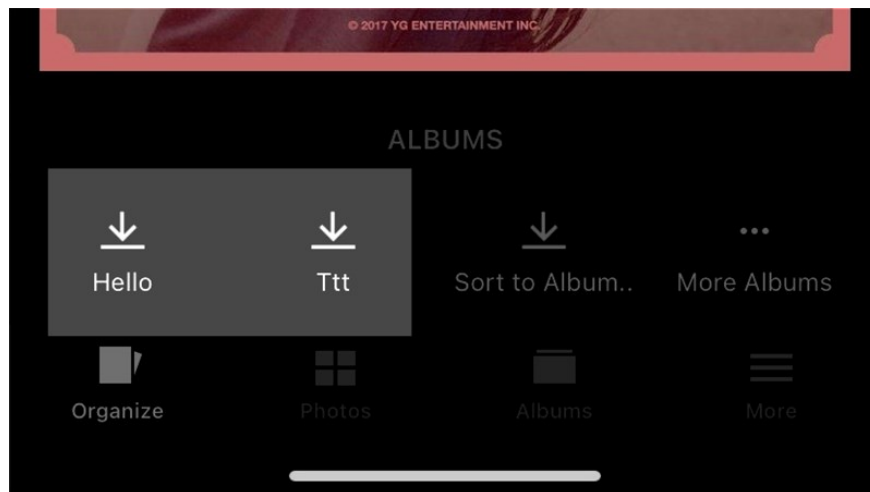 © 2017 YG ENTERTAINMENT INC
ALBUMS
Hello
Ttt
Sort to Album..
More Albums
Organize
Photos
Albums
More